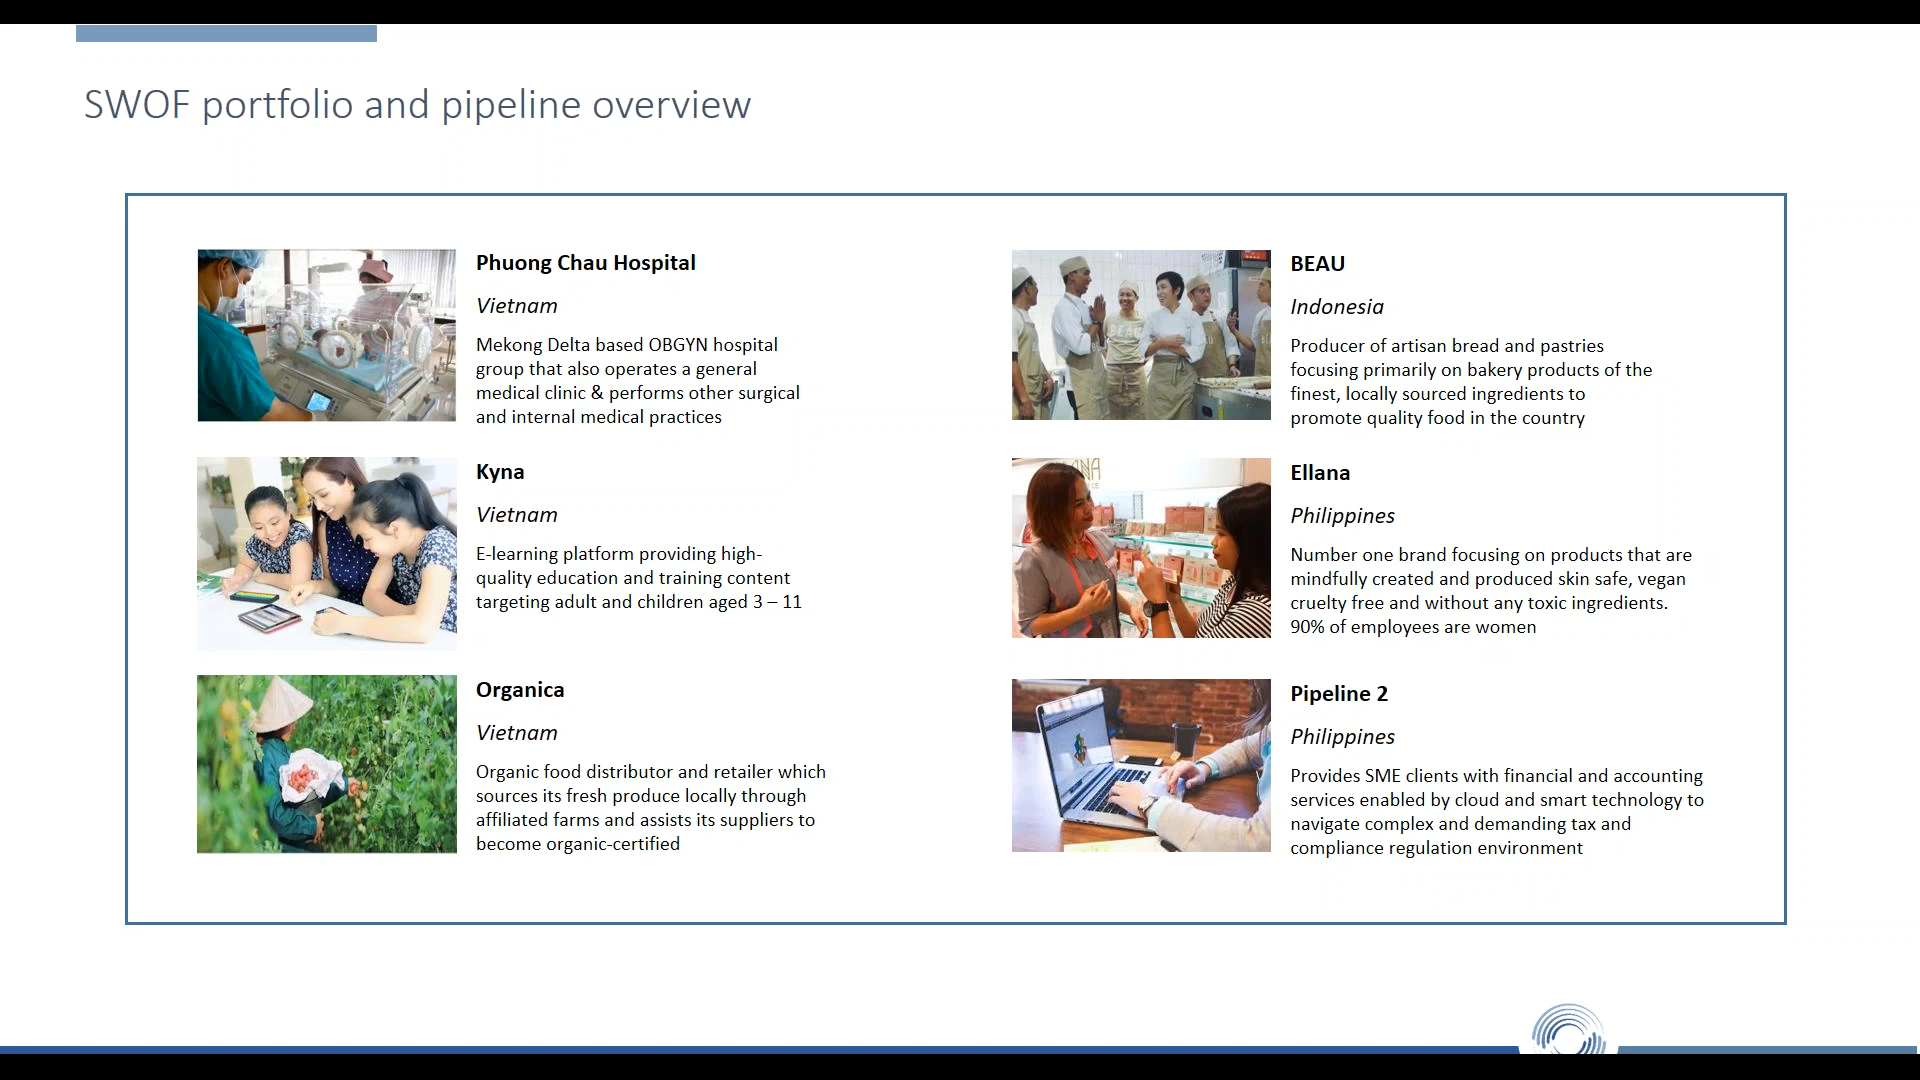 SWOF portfolio and pipeline overview
Phuong Chau Hospital
Vietnam
Mekong Delta based OBGYN hospital
group that also operates a general
medical clinic & performs other surgical
and internal medical practices
Kyna
Vietnam
E-learning platform providing high-
quality education and training content
targeting adult and children aged 3 – 11
Organica
Vietnam
Organic food distributor and retailer which
sources its fresh produce locally through
affiliated farms and assists its suppliers to
become organic-certified
BEAU
Indonesia
Producer of artisan bread and pastries
focusing primarily on bakery products of the
finest, locally sourced ingredients to
promote quality food in the country
BEAU
Ellana
Philippines
Number one brand focusing on products that are
mindfully created and produced skin safe, vegan
cruelty free and without any toxic ingredients.
90% of employees are women
Pipeline 2
Philippines
Provides SME clients with financial and accounting
services enabled by cloud and smart technology to
navigate complex and demanding tax and
compliance regulation environment